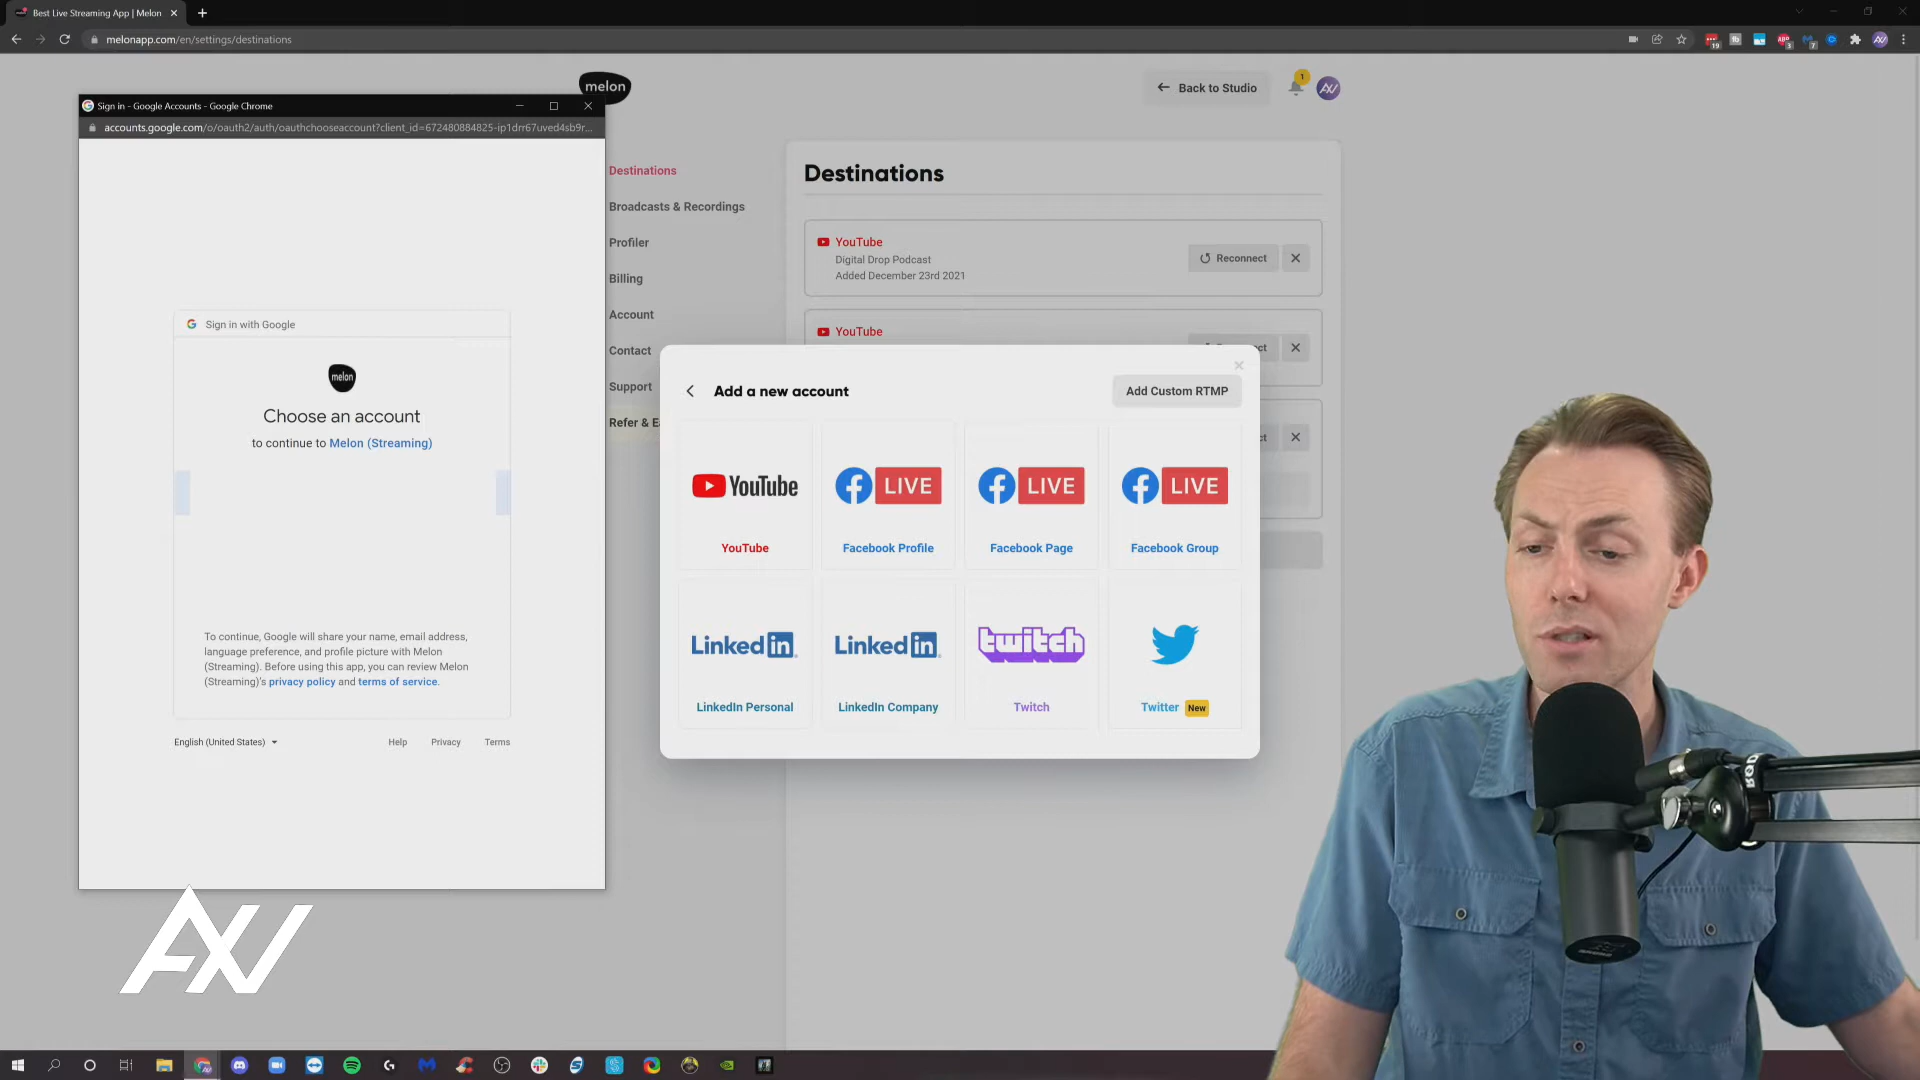 Best Live Streaming App | Melon
melonapp.com/en/settings/destinations
melon
Back to Studio
1
Sign in - Google Accounts - Google Chrome
accounts.google.com/o/oauth2/auth/oauthchooseaccount?client_id=672480884825-ip1drr67uved4sb9r...
Sign in with Google
melon
Choose an account
to continue to Melon (Streaming)
To continue, Google will share your name, email address,
language preference, and profile picture with Melon
(Streaming). Before using this app, you can review Melon
(Streaming)'s privacy policy and terms of service.
English (United States)
Help
Privacy
Terms
Destinations
Broadcasts & Recordings
Profiler
Billing
Account
Contact
Support
Refer & Ea
Destinations
YouTube
Digital Drop Podcast
Added December 23rd 2021
Reconnect
YouTube
Add a new account
Add Custom RTMP
YouTube
LIVE
LIVE
LIVE
YouTube
Facebook Profile
Facebook Page
Facebook Group
Linked in
Linked in
twitch
LinkedIn Personal
LinkedIn Company
Twitch
Twitter New
RODE